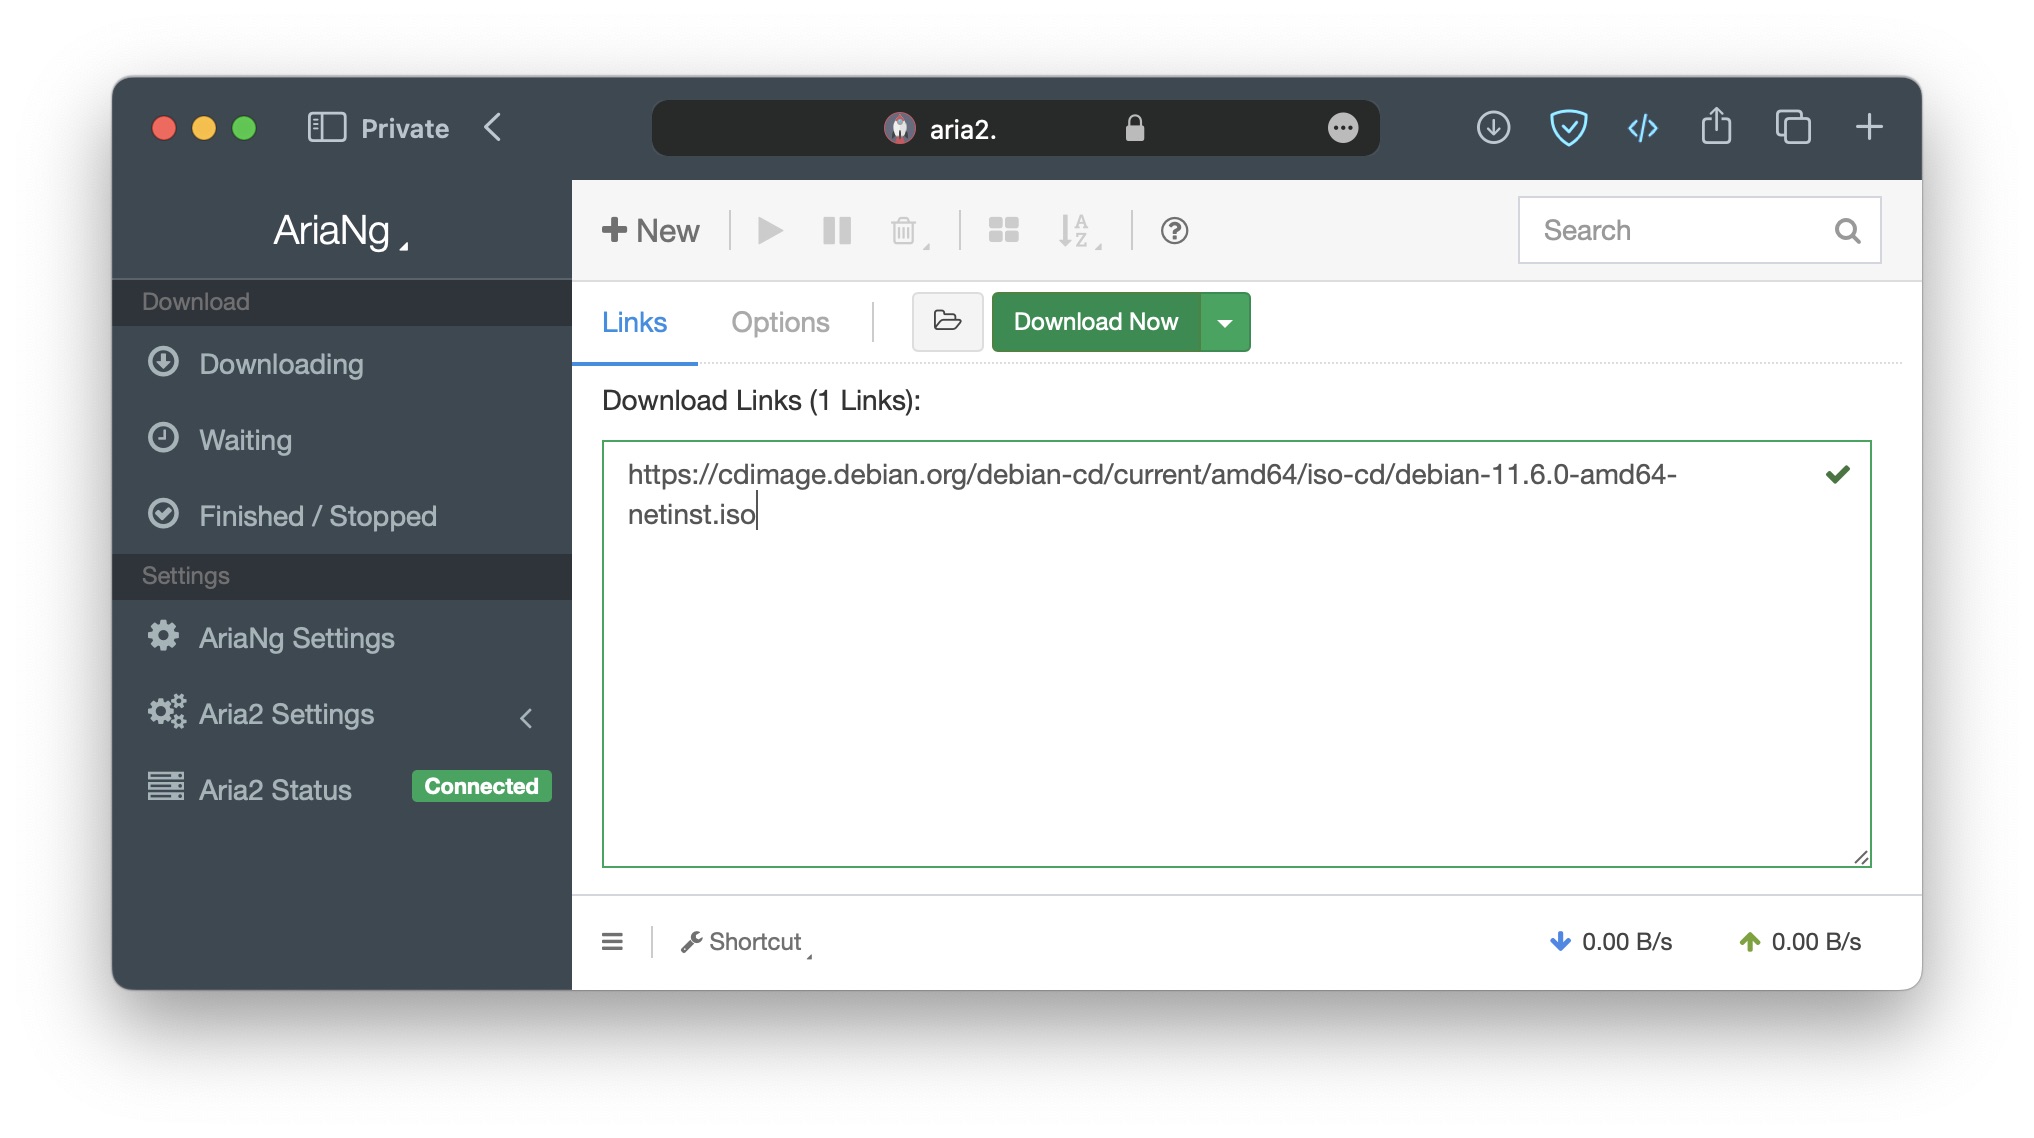 Private
aria2.
AriaNg
New
Search
Download
Links
Options
Download Now
Downloading
Download Links (1 Links):
Waiting
https://cdimage.debian.org/debian-cd/current/amd64/iso-cd/debian-11.6.0-amd64-
netinst.iso
Finished / Stopped
Settings
AriaNg Settings
Aria2 Settings
Aria2 Status
Connected
Shortcut
0.00 B/s
0.00 B/s